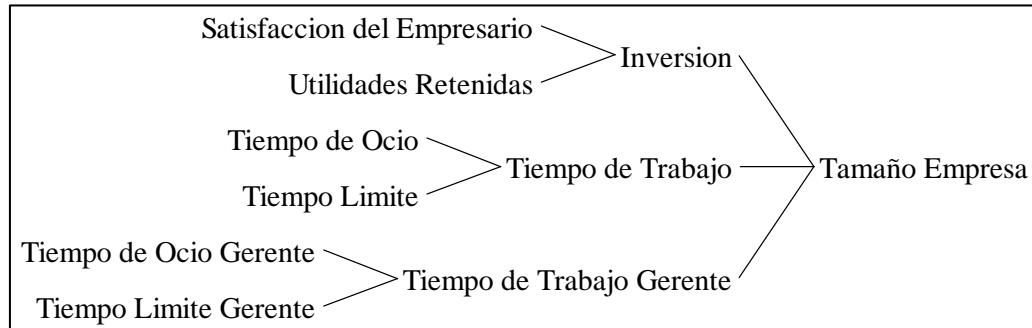 Satisfaccion del Empresario
Inversion
Utilidades Retenidas
Tiempo de Ocio
Tiempo de Trabajo
Tamaño Empresa
Tiempo Limite
Tiempo de Ocio Gerente
Tiempo de Trabajo Gerente
Tiempo Limite Gerente